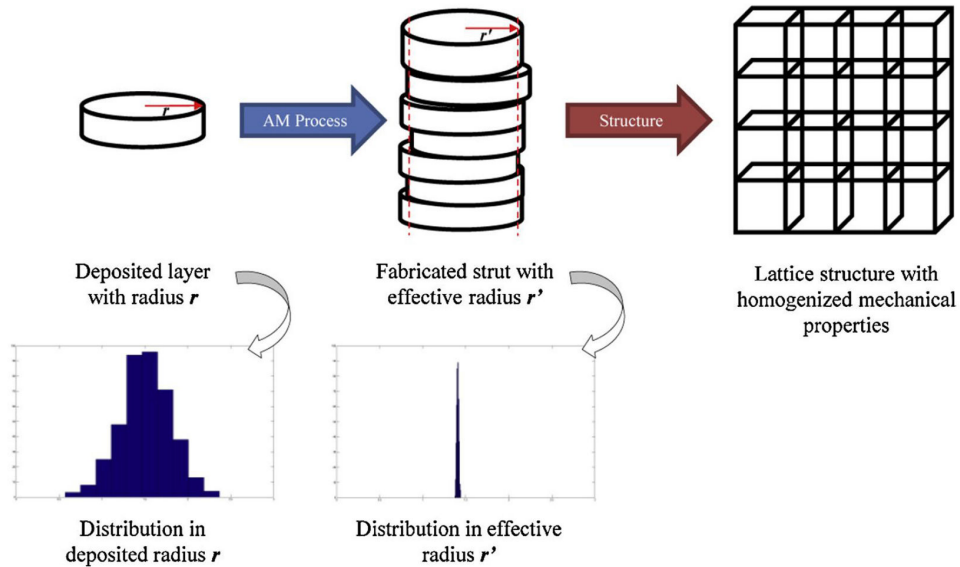 r
AM Process
r'
Structure
Deposited layer
with radius r
Fabricated strut with
effective radius r'
Lattice structure with
homogenized mechanical
properties
Distribution in
deposited radius r
Distribution in effective
radius r'